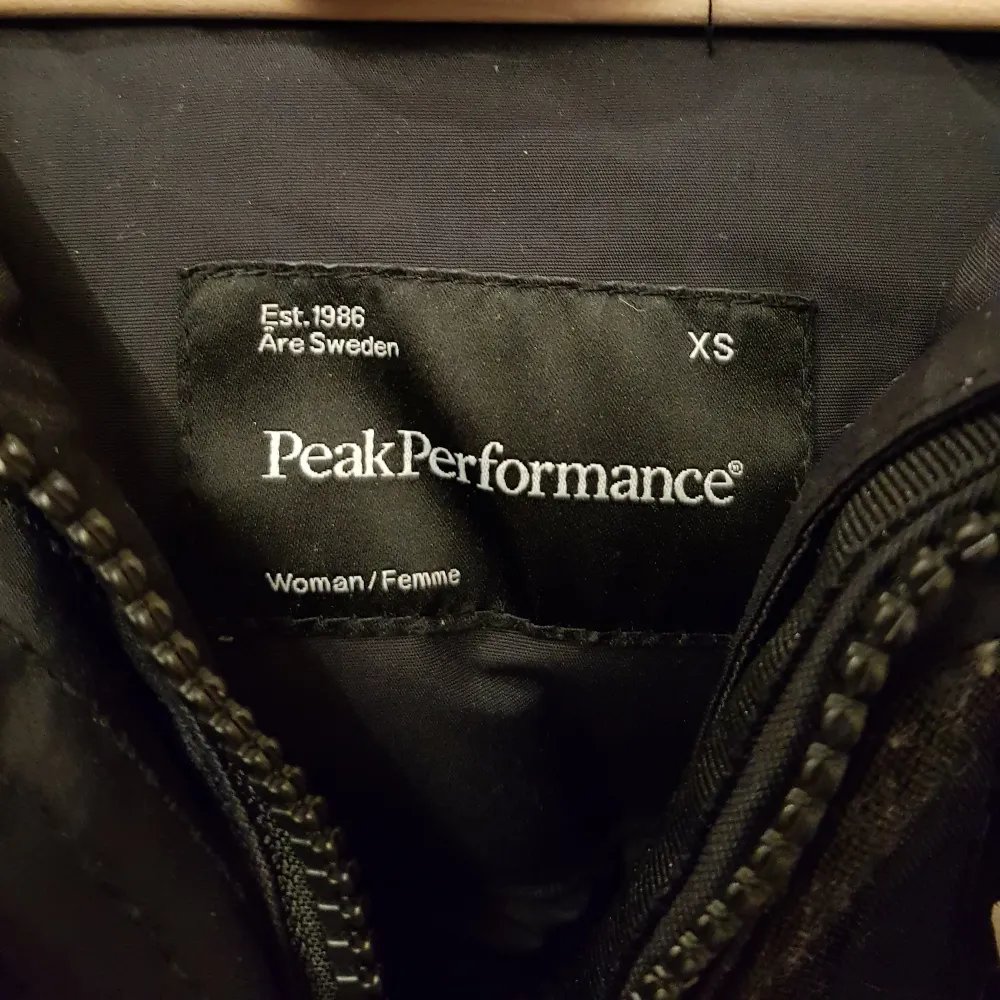 Est.1986
Åre Sweden
XS
PeakPerformance®
Woman/Femme